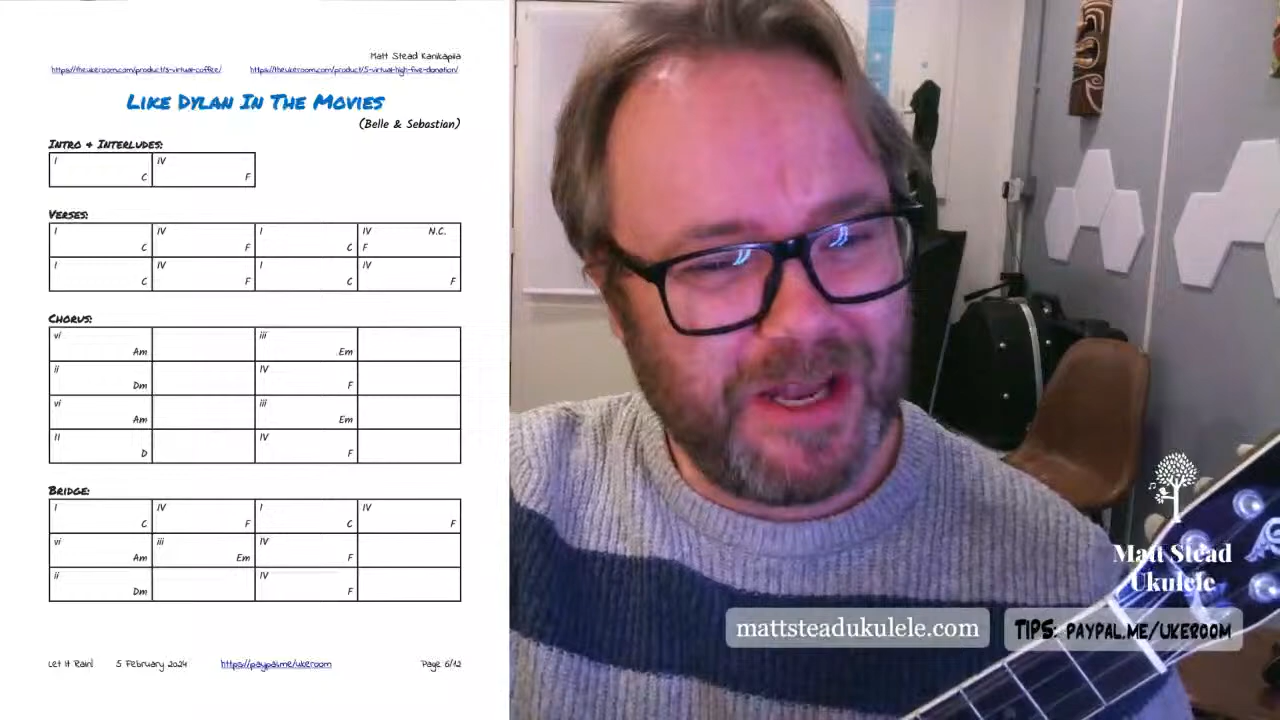 Matt Stead Kanikapila
https://theukeroom.com/product/3-virtual-coffee/ https://theukeroom.com/product/5-virtual-high-five-donation/
Like Dylan In The Movies
(Belle & Sebastian)
Intro & Interludes:
I IV
C F
Verses:
I IV I IV N.C.
C F C F
I IV I IV
C F C F
Chorus:
vi iii
Am Em
ii IV
Dm F
vi iii
Am Em
II IV
D F
Bridge:
I IV I IV
C F C F
vi iii IV
Am Em F
ii IV
Dm F
Let It Rain! 5 February 2024 https://paypal.me/ukeroom Page 6/12
Matt Stead
Ukulele
mattsteadukulele.com
TIPS: PAYPAL.ME/UKEROOM